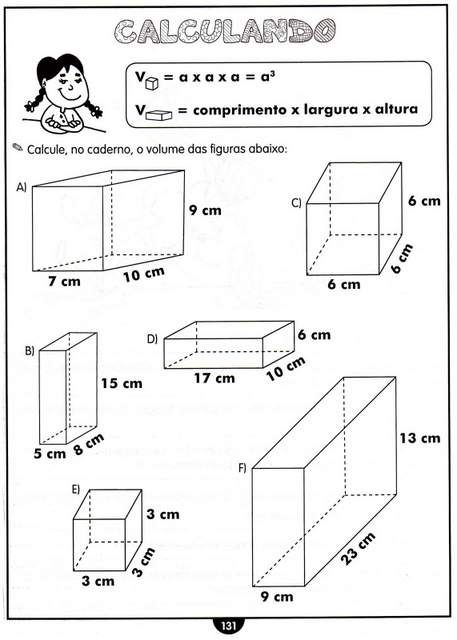 CALCULANDO
V = a x a x a = a³
V = comprimento x largura x altura
Calcule, no caderno, o volume das figuras abaixo:
A)
9 cm
7 cm
10 cm
C)
6 cm
6 cm
6 cm
B)
15 cm
5 cm
8 cm
D)
6 cm
17 cm
10 cm
E)
3 cm
3 cm
3 cm
F)
13 cm
9 cm
23 cm
131